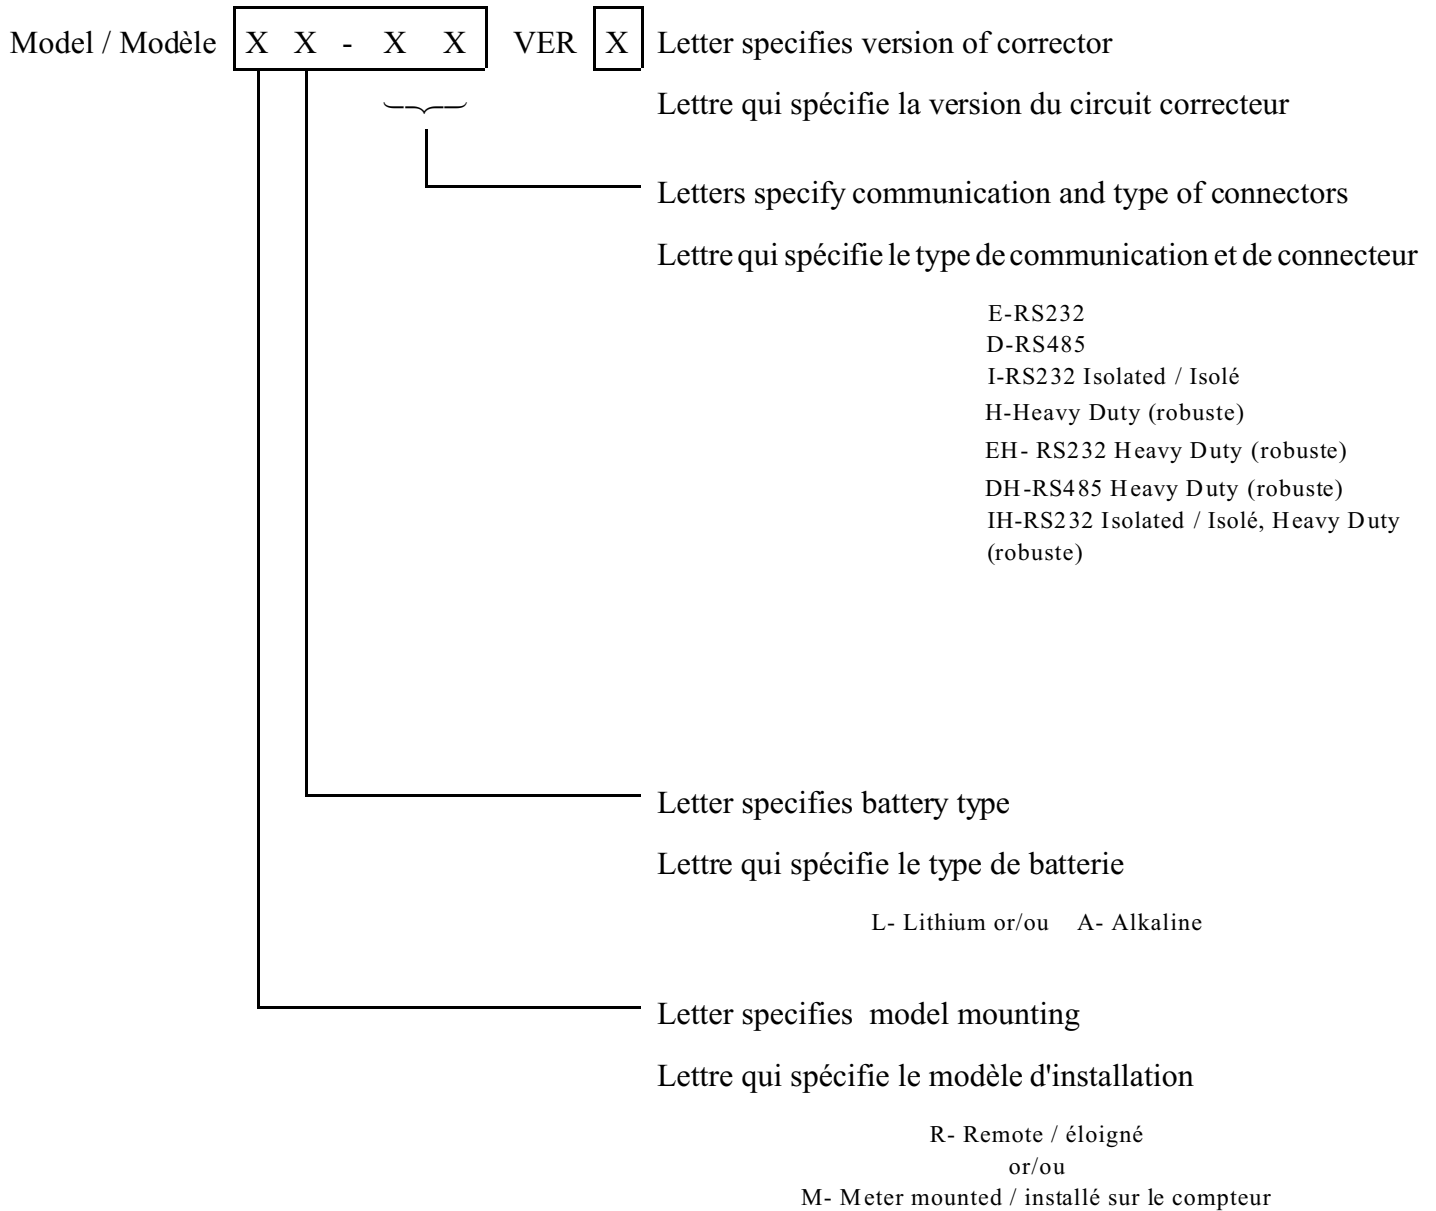 Model / Modèle X X - X X VER X Letter specifies version of corrector
Lettre qui spécifie la version du circuit correcteur
Letters specify communication and type of connectors
Lettre qui spécifie le type de communication et de connecteur
E-RS232
D-RS485
I-RS232 Isolated / Isolé
H-Heavy Duty (robuste)
EH- RS232 Heavy Duty (robuste)
DH-RS485 Heavy Duty (robuste)
IH-RS232 Isolated / Isolé, Heavy Duty
(robuste)
Letter specifies battery type
Lettre qui spécifie le type de batterie
L- Lithium or/ou A- Alkaline
Letter specifies model mounting
Lettre qui spécifie le modèle d'installation
R- Remote / éloigné
or/ou
M- Meter mounted / installé sur le compteur